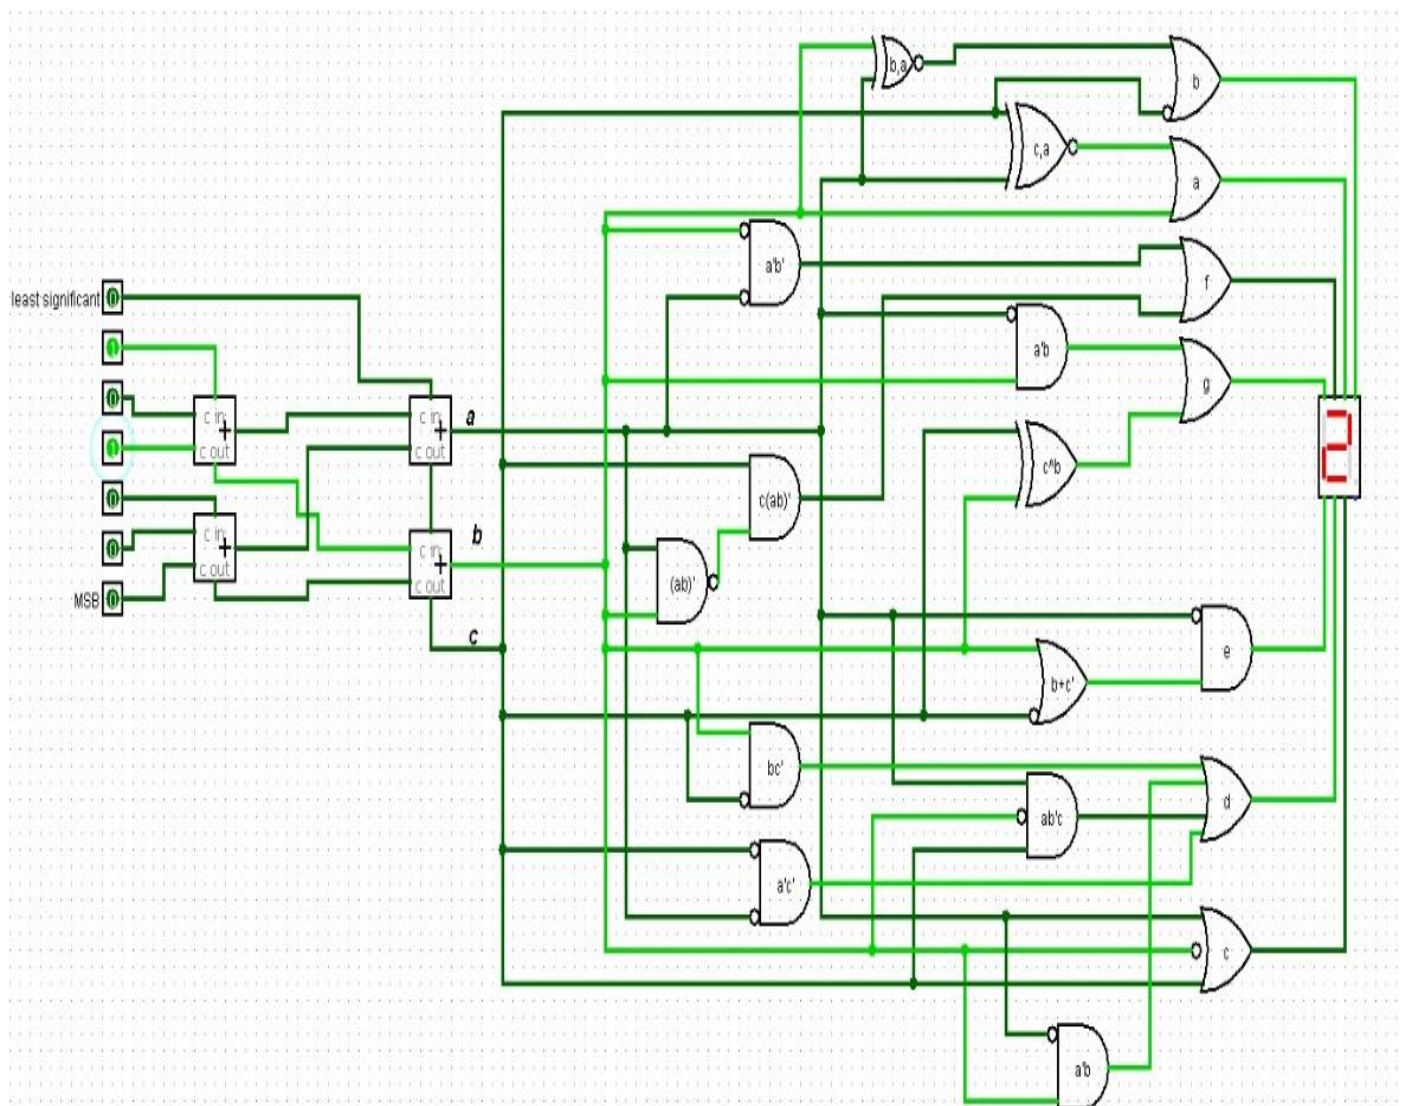 b,a
b
c,a
a
a'b'
f
least significant
0
1
a'b
0
g
c in
+
c out
c in
+
c out
a
1
c^b
2
0
c(ab)'
c in
+
c out
b
c in
+
c out
0
(ab)'
MSB
0
c
e
b+c'
bc'
d
ab'c
a'c'
c
a'b